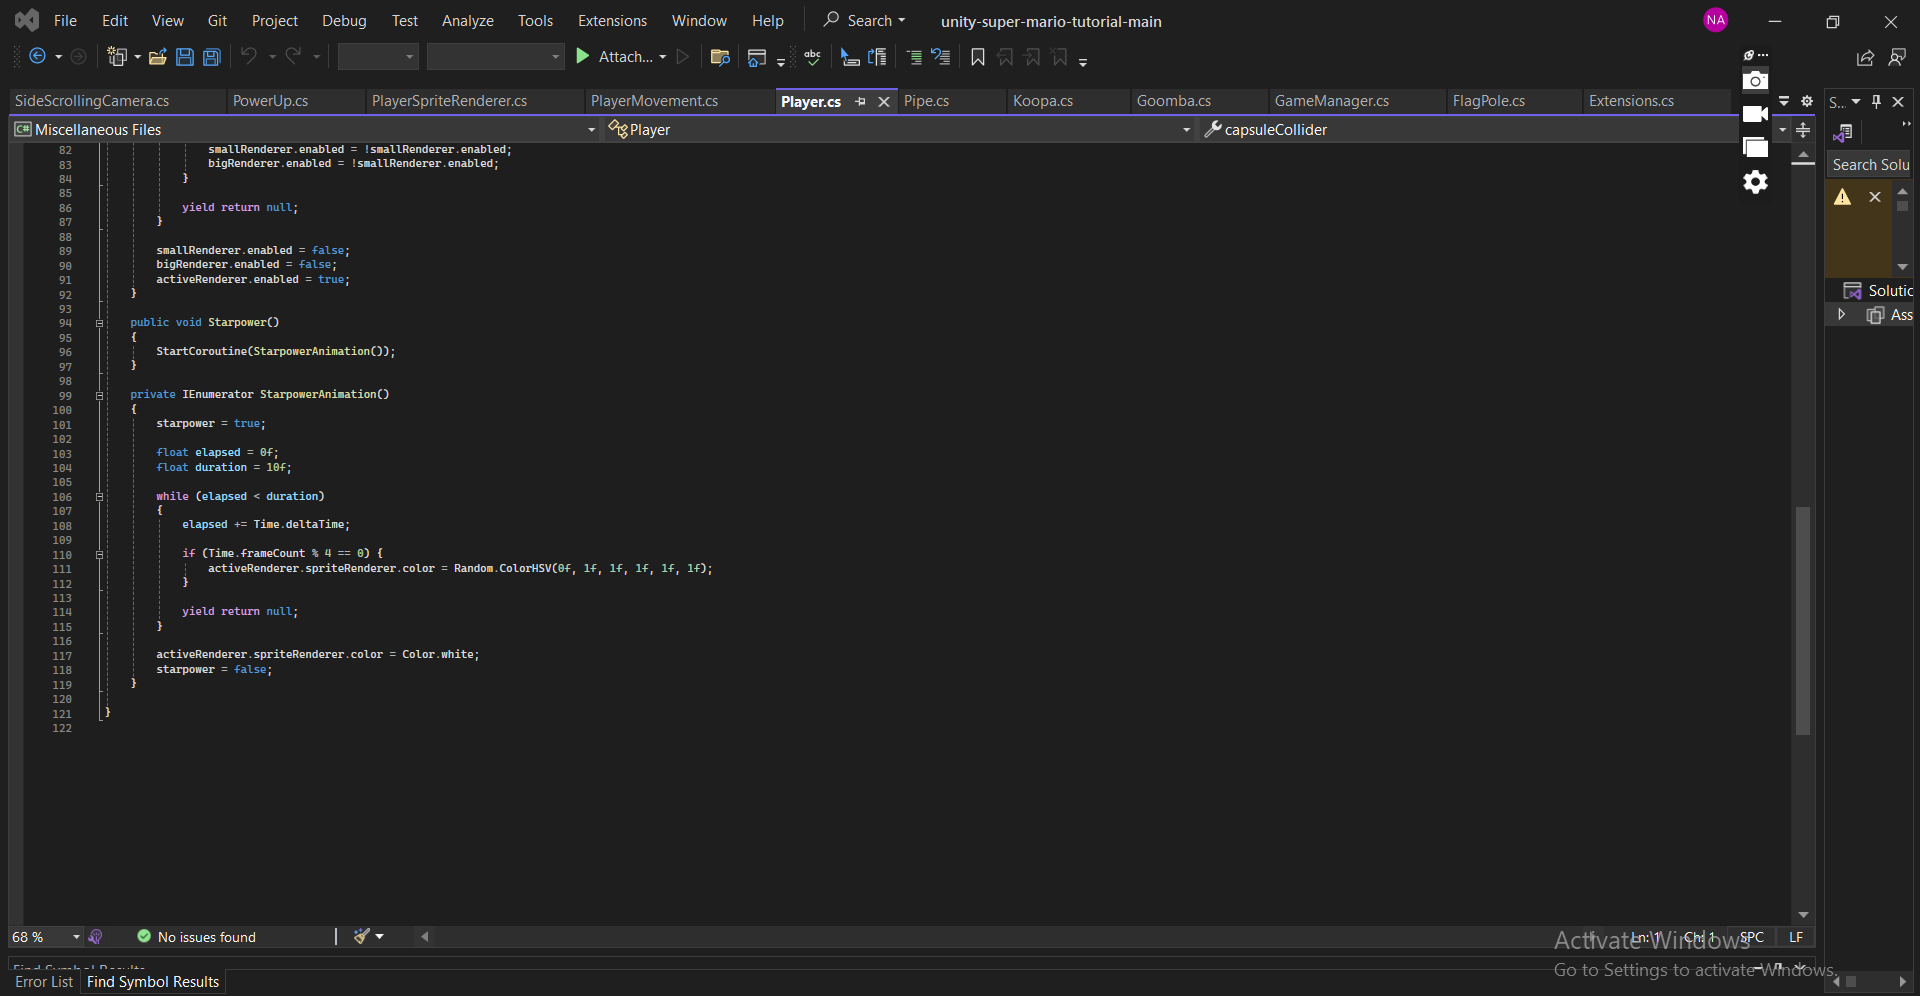 File Edit View Git Project Debug Test Analyze Tools Extensions Window Help Search unity-super-mario-tutorial-main NA
Attach... abc
SideScrollingCamera.cs PowerUp.cs PlayerSpriteRenderer.cs PlayerMovement.cs Player.cs Pipe.cs Koopa.cs Goomba.cs GameManager.cs FlagPole.cs Extensions.cs S...
C# Miscellaneous Files Player capsuleCollider
Search Solu
Solutic
Ass
82 smallRenderer.enabled = !smallRenderer.enabled;
83 bigRenderer.enabled = !smallRenderer.enabled;
84 }
85
86 yield return null;
87 }
88
89 smallRenderer.enabled = false;
90 bigRenderer.enabled = false;
91 activeRenderer.enabled = true;
92 }
93
94 public void Starpower()
95 {
96 StartCoroutine(StarpowerAnimation());
97 }
98
99 private IEnumerator StarpowerAnimation()
100 {
101 starpower = true;
102
103 float elapsed = 0f;
104 float duration = 10f;
105
106 while (elapsed < duration)
107 {
108 elapsed += Time.deltaTime;
109
110 if (Time.frameCount % 4 == 0) {
111 activeRenderer.spriteRenderer.color = Random.ColorHSV(0f, 1f, 1f, 1f, 1f, 1f);
112 }
113
114 yield return null;
115 }
116
117 activeRenderer.spriteRenderer.color = Color.white;
118 starpower = false;
119 }
120
121 }
122
68 % No issues found Ln: 1 Ch: 1 SPC LF
Activate Windows
Go to Settings to activate Windows.
Find Symbol Results
Error List Find Symbol Results